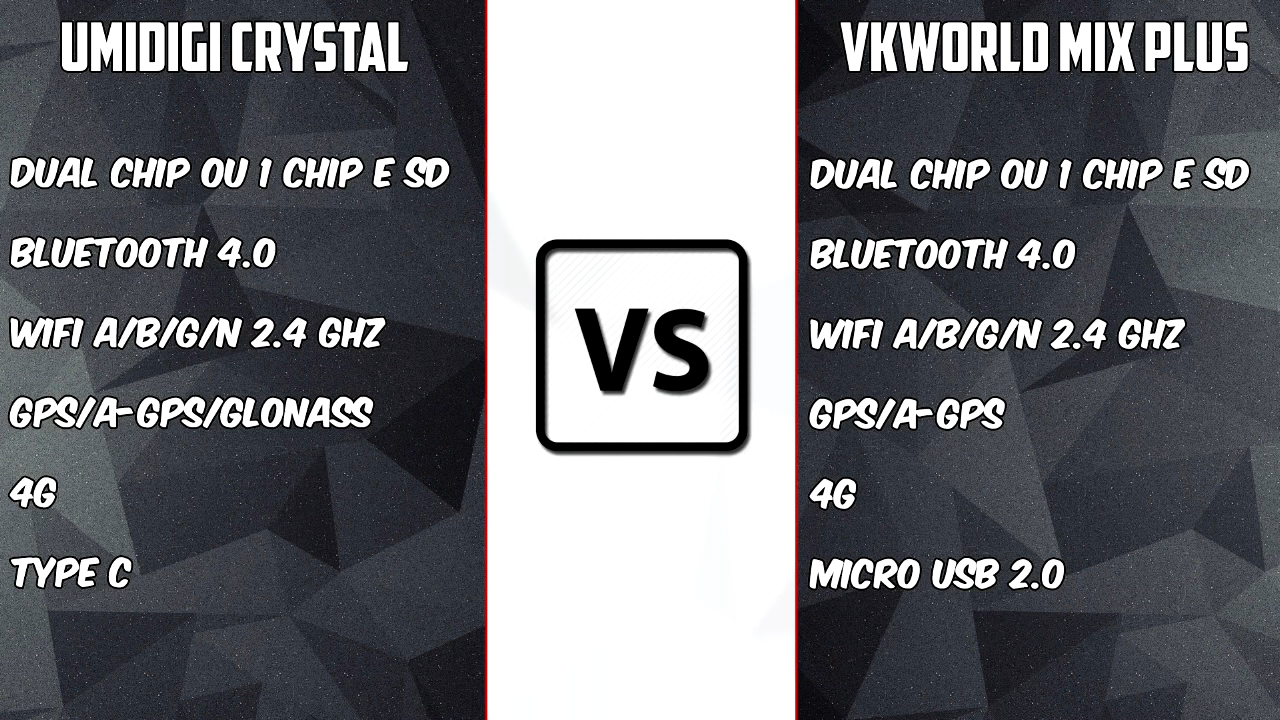 UMIDIGI CRYSTAL
DUAL CHIP OU 1 CHIP E SD
BLUETOOTH 4.0
WIFI A/B/G/N 2.4 GHZ
GPS/A-GPS/GLONASS
4G
TYPE C
VS
VKWORLD MIX PLUS
DUAL CHIP OU 1 CHIP E SD
BLUETOOTH 4.0
WIFI A/B/G/N 2.4 GHZ
GPS/A-GPS
4G
MICRO USB 2.0